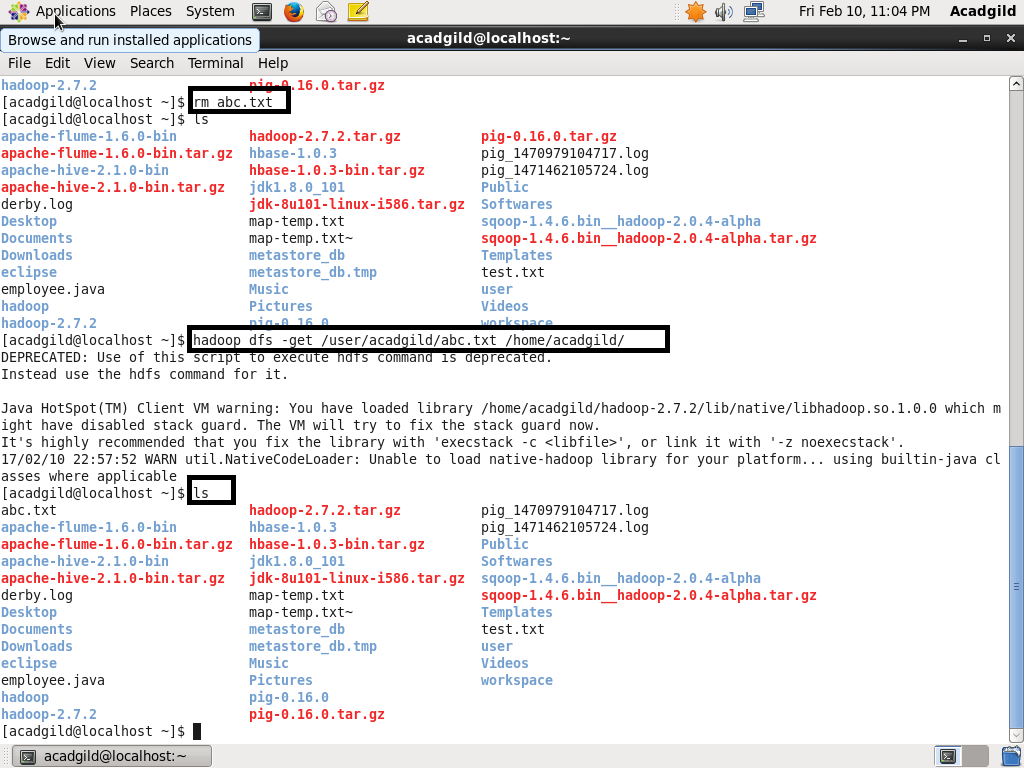 Applications Places System Fri Feb 10, 11:04 PM Acadgild
Browse and run installed applications acadgild@localhost:~
File Edit View Search Terminal Help
hadoop-2.7.2 pig-0.16.0.tar.gz
[acadgild@localhost ~]$ rm abc.txt
[acadgild@localhost ~]$ ls
apache-flume-1.6.0-bin hadoop-2.7.2.tar.gz pig-0.16.0.tar.gz
apache-flume-1.6.0-bin.tar.gz hbase-1.0.3 pig_1470979104717.log
apache-hive-2.1.0-bin hbase-1.0.3-bin.tar.gz pig_1471462105724.log
apache-hive-2.1.0-bin.tar.gz jdk1.8.0_101 Public
derby.log jdk-8u101-linux-i586.tar.gz Softwares
Desktop map-temp.txt sqoop-1.4.6.bin__hadoop-2.0.4-alpha
Documents map-temp.txt~ sqoop-1.4.6.bin__hadoop-2.0.4-alpha.tar.gz
Downloads metastore_db Templates
eclipse metastore_db.tmp test.txt
employee.java Music user
hadoop Pictures Videos
hadoop-2.7.2 pig-0.16.0 workspace
[acadgild@localhost ~]$ hadoop dfs -get /user/acadgild/abc.txt /home/acadgild/
DEPRECATED: Use of this script to execute hdfs command is deprecated.
Instead use the hdfs command for it.
Java HotSpot(TM) Client VM warning: You have loaded library /home/acadgild/hadoop-2.7.2/lib/native/libhadoop.so.1.0.0 which m
ight have disabled stack guard. The VM will try to fix the stack guard now.
It's highly recommended that you fix the library with 'execstack -c <libfile>', or link it with '-z noexecstack'.
17/02/10 22:57:52 WARN util.NativeCodeLoader: Unable to load native-hadoop library for your platform... using builtin-java cl
asses where applicable
[acadgild@localhost ~]$ ls
abc.txt hadoop-2.7.2.tar.gz pig_1470979104717.log
apache-flume-1.6.0-bin hbase-1.0.3 pig_1471462105724.log
apache-flume-1.6.0-bin.tar.gz hbase-1.0.3-bin.tar.gz Public
apache-hive-2.1.0-bin jdk1.8.0_101 Softwares
apache-hive-2.1.0-bin.tar.gz jdk-8u101-linux-i586.tar.gz sqoop-1.4.6.bin__hadoop-2.0.4-alpha
derby.log map-temp.txt sqoop-1.4.6.bin__hadoop-2.0.4-alpha.tar.gz
Desktop map-temp.txt~ Templates
Documents metastore_db test.txt
Downloads metastore_db.tmp user
eclipse Music Videos
employee.java Pictures workspace
hadoop pig-0.16.0
hadoop-2.7.2 pig-0.16.0.tar.gz
[acadgild@localhost ~]$
acadgild@localhost:~